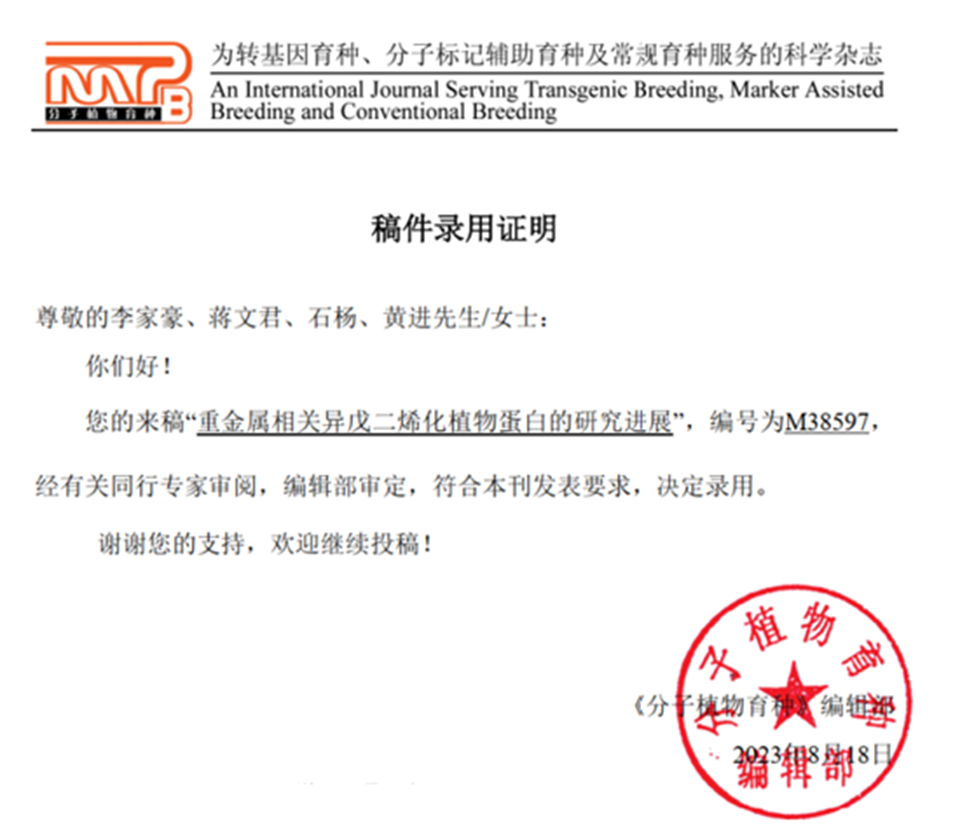 MPB
分子植物育种
为转基因育种、分子标记辅助育种及常规育种服务的科学杂志
An International Journal Serving Transgenic Breeding, Marker Assisted
Breeding and Conventional Breeding
稿件录用证明
尊敬的李家豪、蒋文君、石杨、黄进先生/女士：
你们好！
您的来稿“重金属相关异戊二烯化植物蛋白的研究进展”，编号为M38597，
经有关同行专家审阅，编辑部审定，符合本刊发表要求，决定录用。
谢谢您的支持，欢迎继续投稿！
《分子植物育种》编辑部
2023年8月18日
分子植物育种
编辑部